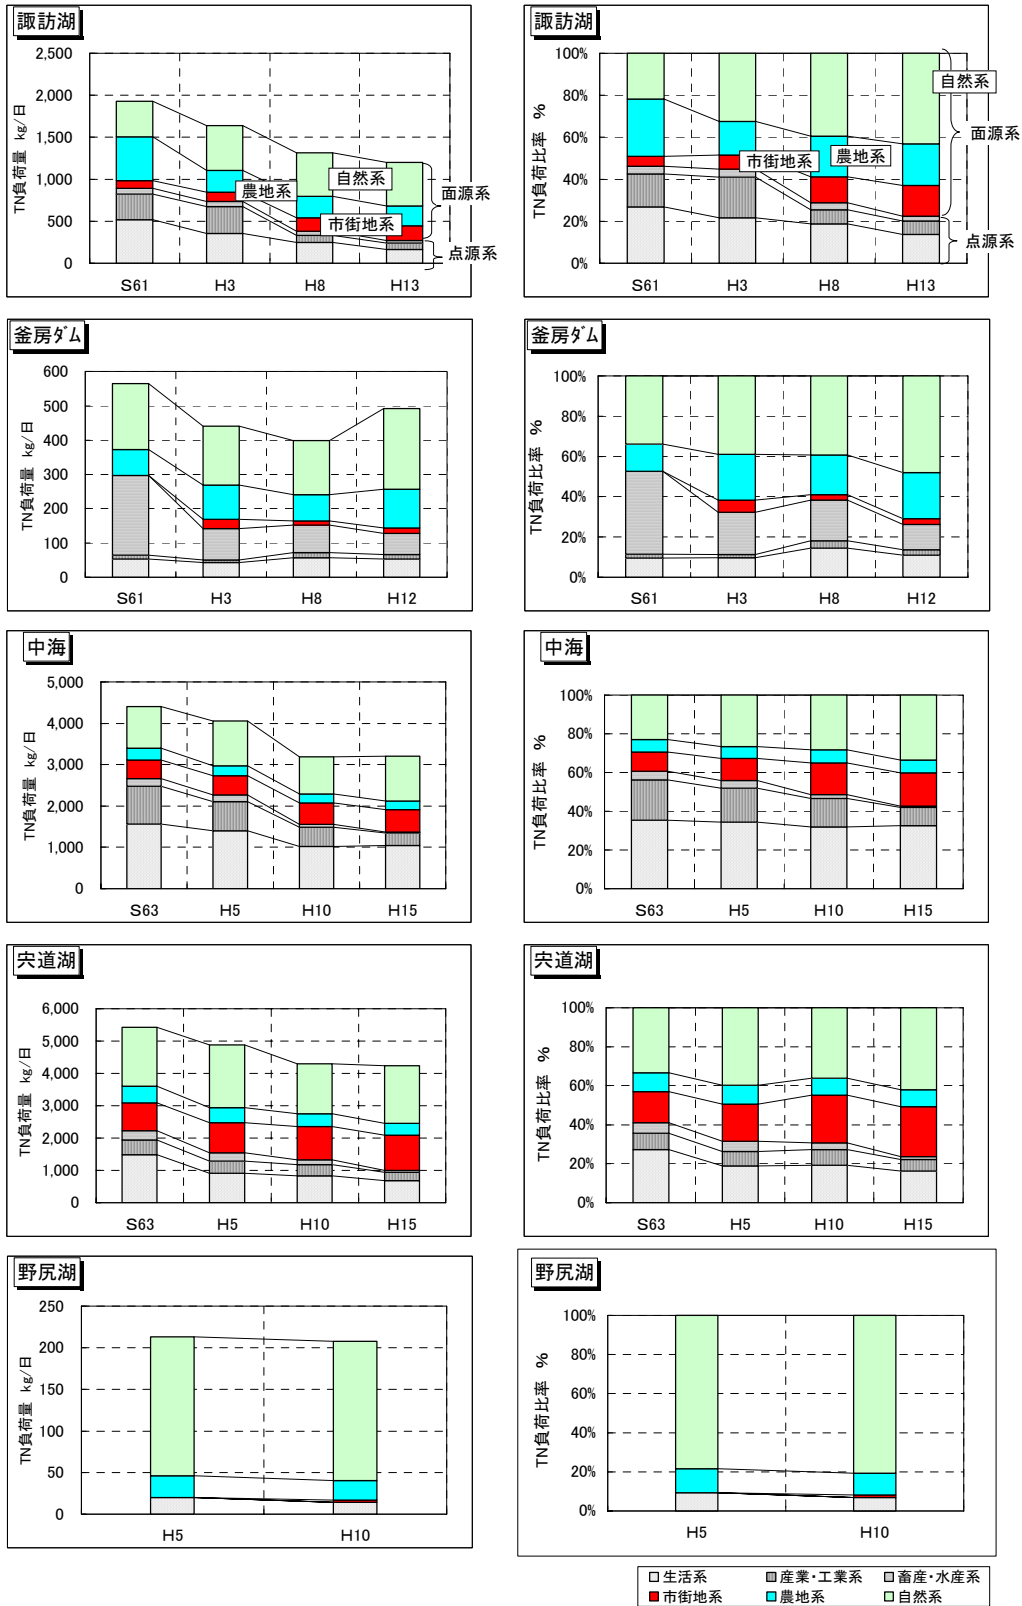 諏訪湖
TN負荷量 kg/日
2,500
2,000
1,500
1,000
500
0
S61
H3
H8
H13
農地系
自然系
市街地系
面源系
点源系
諏訪湖
TN負荷比率 %
100%
80%
60%
40%
20%
0%
S61
H3
H8
H13
自然系
市街地系
農地系
面源系
点源系
釜房ダム
TN負荷量 kg/日
600
500
400
300
200
100
0
S61
H3
H8
H12
釜房ダム
TN負荷比率 %
100%
80%
60%
40%
20%
0%
S61
H3
H8
H12
中海
TN負荷量 kg/日
5,000
4,000
3,000
2,000
1,000
0
S63
H5
H10
H15
中海
TN負荷比率 %
100%
80%
60%
40%
20%
0%
S63
H5
H10
H15
宍道湖
TN負荷量 kg/日
6,000
5,000
4,000
3,000
2,000
1,000
0
S63
H5
H10
H15
宍道湖
TN負荷比率 %
100%
80%
60%
40%
20%
0%
S63
H5
H10
H15
野尻湖
TN負荷量 kg/日
250
200
150
100
50
0
H5
H10
野尻湖
TN負荷比率 %
100%
80%
60%
40%
20%
0%
H5
H10
生活系 産業・工業系 畜産・水産系
市街地系 農地系 自然系